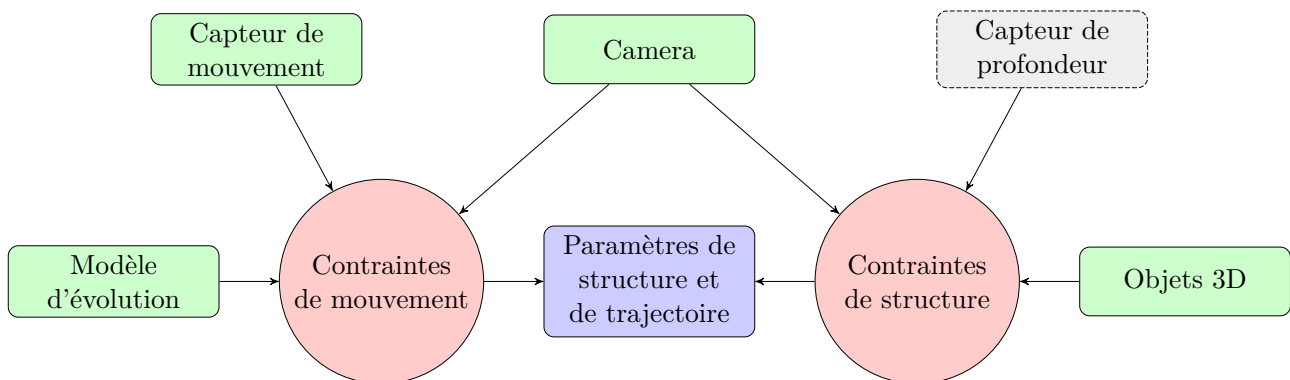 Capteur de
mouvement
Camera
Capteur de
profondeur
Modèle
d'évolution
Contraintes
de mouvement
Paramètres de
structure et
de trajectoire
Contraintes
de structure
Objets 3D